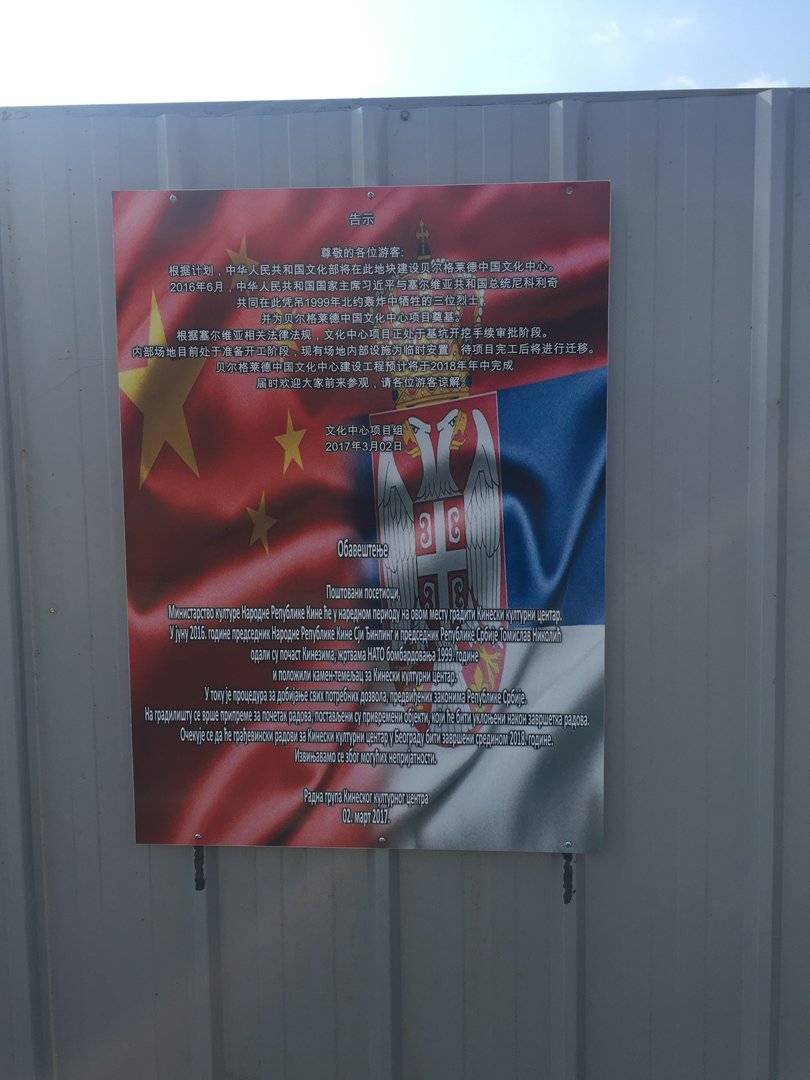 告示
尊敬的各位游客:
根据计划，中华人民共和国文化部将在此地块建设贝尔格莱德中国文化中心。
2016年6月，中华人民共和国国家主席习近平与塞尔维亚共和国总统尼科利奇
共同在此凭吊1999年北约轰炸中牺牲的三位烈士，
并为贝尔格莱德中国文化中心项目奠基。
根据塞尔维亚相关法律法规，文化中心项目正处于基坑开挖手续审批阶段。
内部场地目前处于准备开工阶段，现有场地内部设施为临时安置，待项目完工后将进行迁移。
贝尔格莱德中国文化中心建设工程预计将于2018年年中完成
届时欢迎大家前来参观，请各位游客谅解。
文化中心项目组
2017年3月02日
Обавештење
Поштовани посетиоци,
Министарство културе Народне Републике Кине ће у наредном периоду на овом месту градити Кинески културни центар.
У јуну 2016. године председник Народне Републике Кине Си Ђинпинг и председник Републике Србије Томислав Николић
одали су почаст Кинезима, жртвама НАТО бомбардовања 1999. године
и положили камен-темељац за Кинески културни центар.
У току је процедура за добијање свих потребних дозвола, предвиђених законима Републике Србије.
На градилишту се врше припреме за почетак радова, постављени су привремени објекти, који ће бити уклоњени након завршетка радова.
Очекује се да ће грађевински радови за Кинески културни центар у Београду бити завршени средином 2018. године.
Извињавамо се због могућих непријатности.
Радна група Кинеског културног центра
02. март 2017.